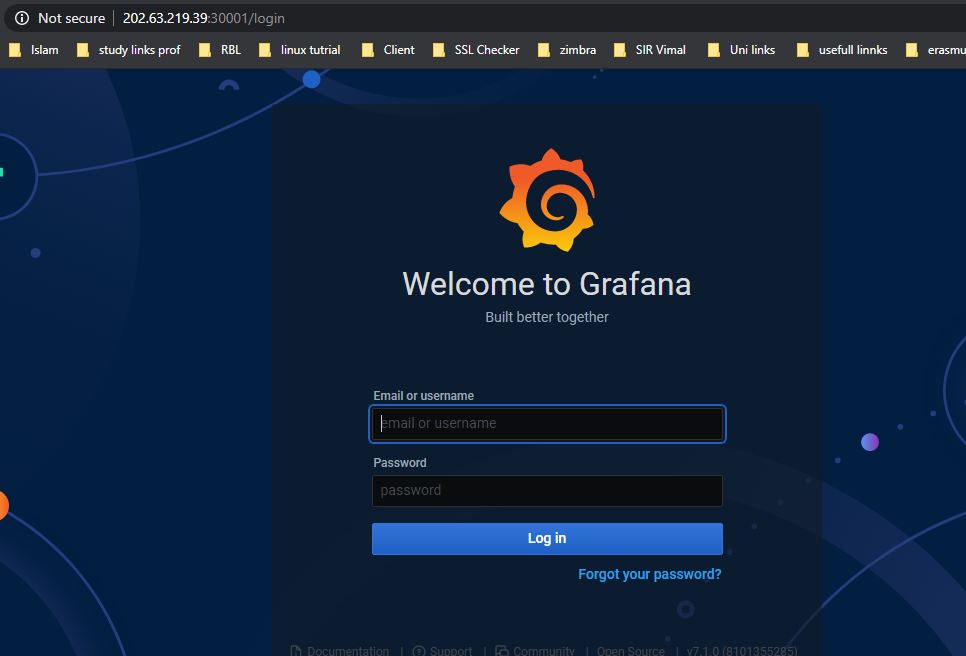 Not secure | 202.63.219.39:30001/login
Islam study links prof RBL linux tutrial Client SSL Checker zimbra SIR Vimal Uni links usefull linnks erasmu
Welcome to Grafana
Built better together
Email or username
email or username
Password
password
Log in
Forgot your password?
Documentation | Support | Community | Open Source | v7.1.0 (8101355285)